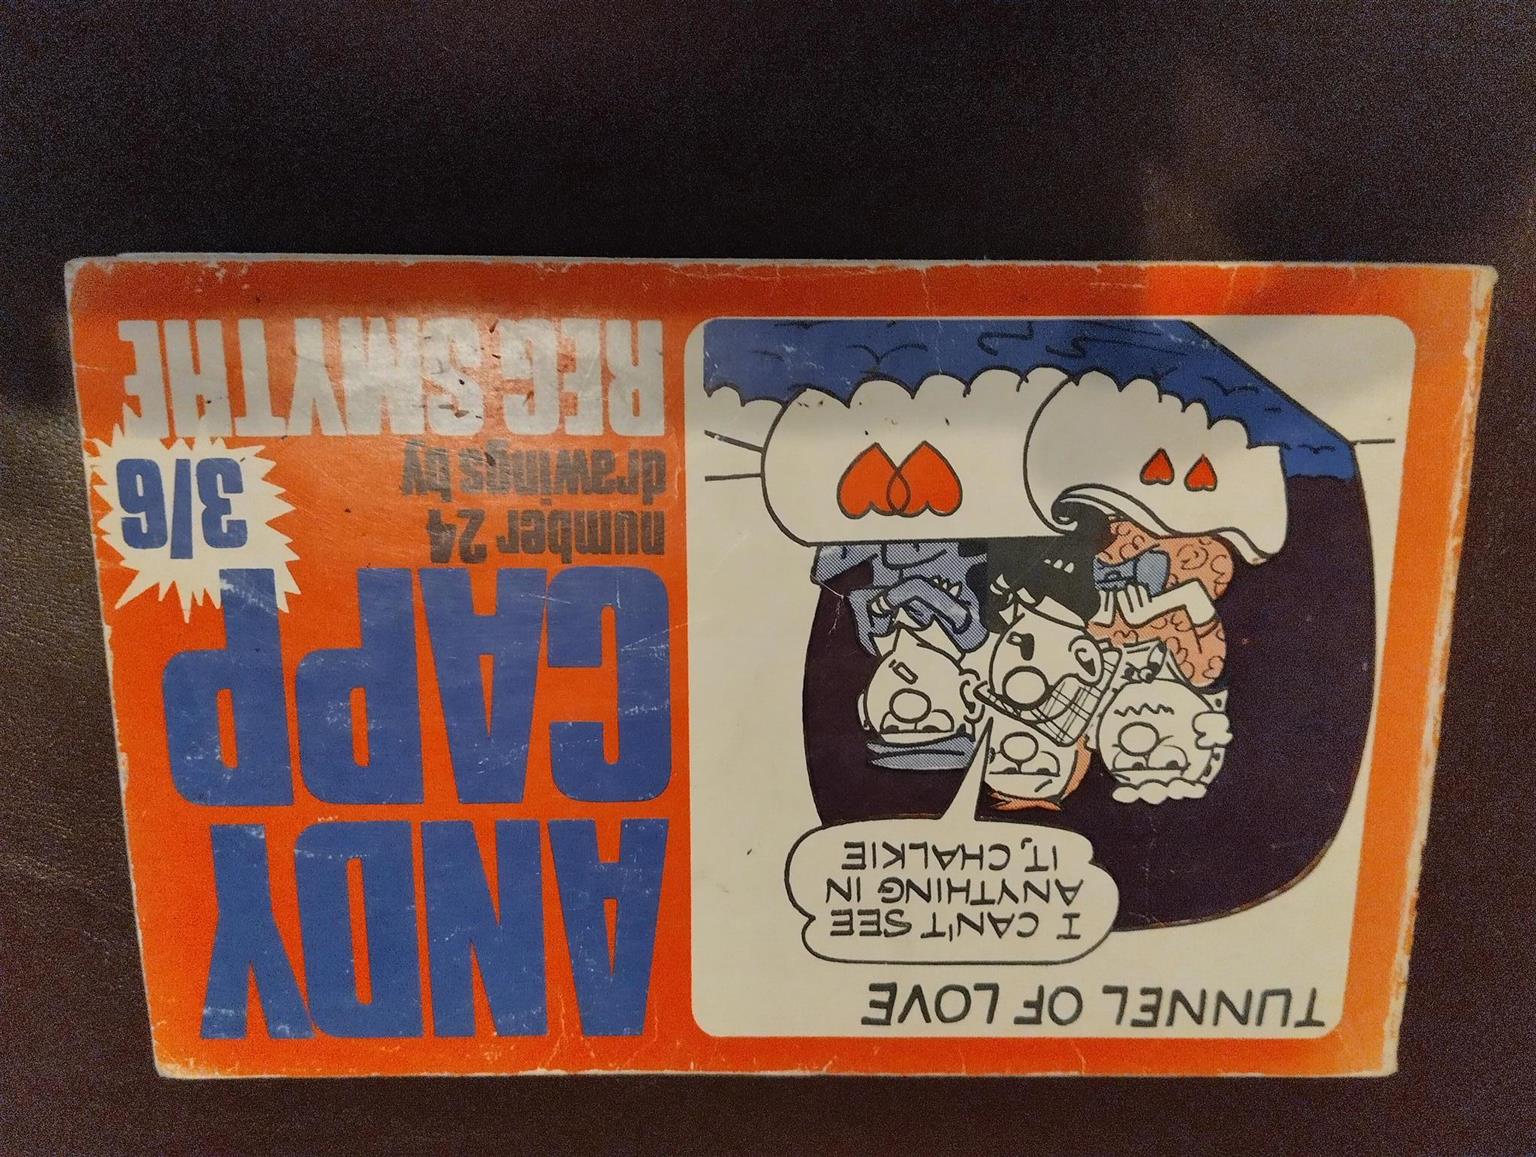 TUNNEL OF LOVE
I CAN'T SEE
ANYTHING IN
IT, CHALKIE
ANDY
CAPP
number 24
drawings by
REG SMYTHE
3/6